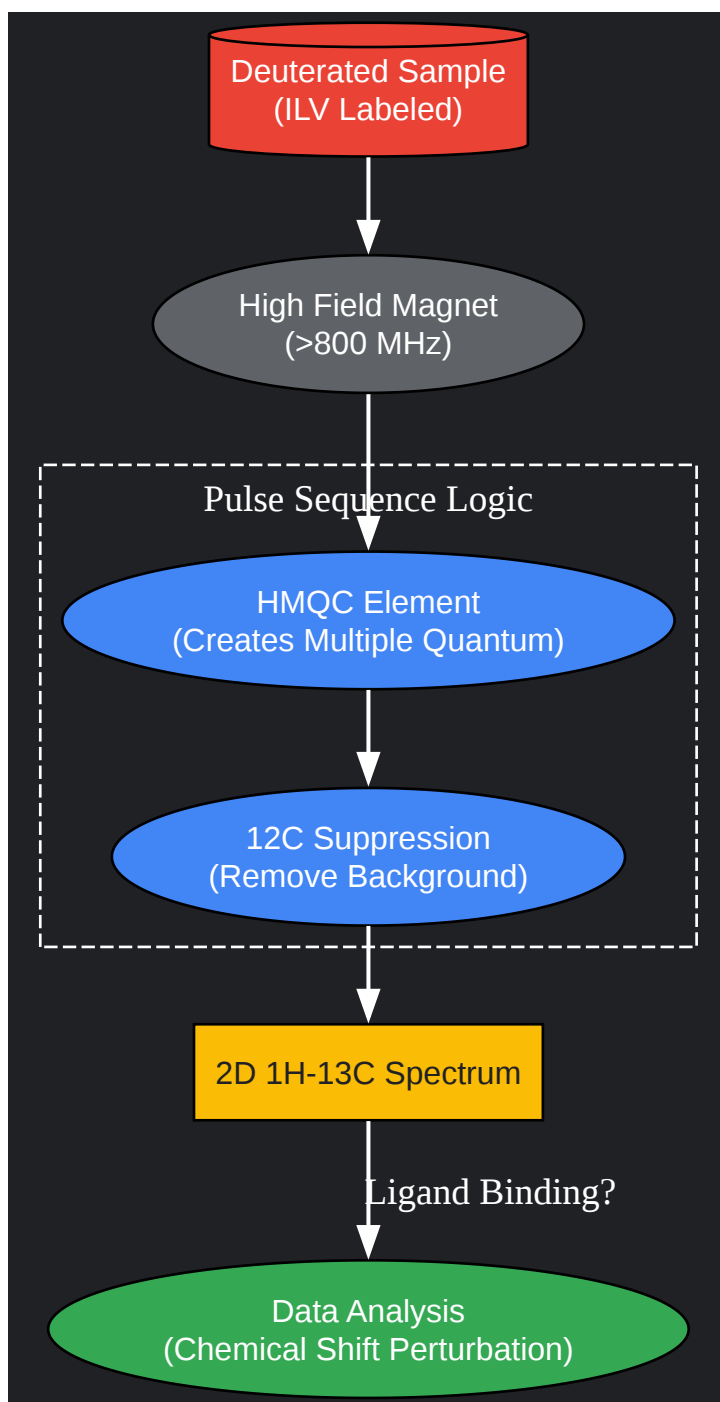 Deuterated Sample
(ILV Labeled)
High Field Magnet
(>800 MHz)
Pulse Sequence Logic
HMQC Element
(Creates Multiple Quantum)
12C Suppression
(Remove Background)
2D 1H-13C Spectrum
Ligand Binding?
Data Analysis
(Chemical Shift Perturbation)